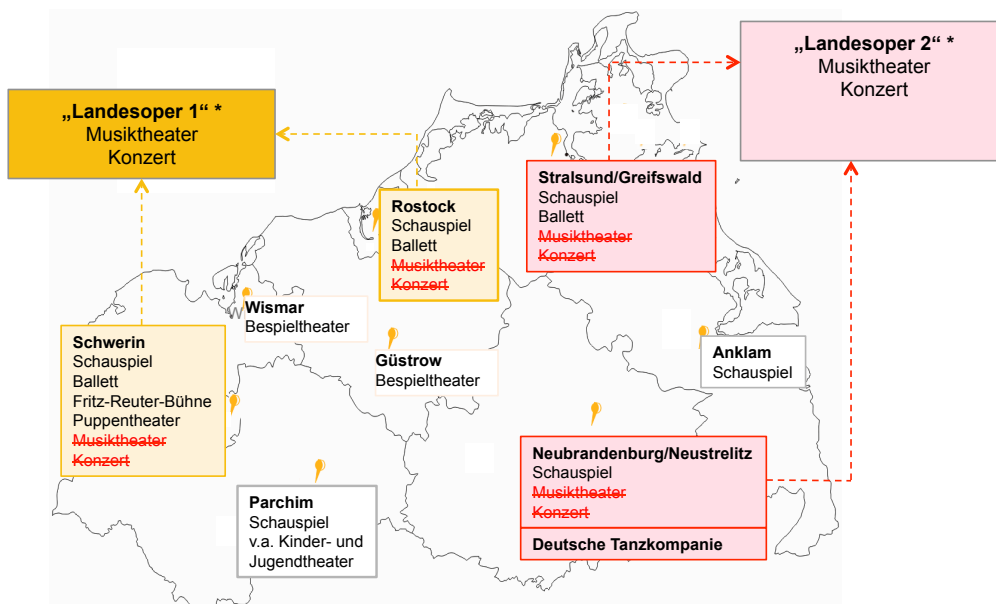 „Landesoper 1“ *
Musiktheater
Konzert
„Landesoper 2“ *
Musiktheater
Konzert
Stralsund/Greifswald
Schauspiel
Ballett
Musiktheater
Konzert
Rostock
Schauspiel
Ballett
Musiktheater
Konzert
W
Wismar
Bespieltheater
Güstrow
Bespieltheater
Anklam
Schauspiel
Schwerin
Schauspiel
Ballett
Fritz-Reuter-Bühne
Puppentheater
Musiktheater
Konzert
Neubrandenburg/Neustrelitz
Schauspiel
Musiktheater
Konzert
Deutsche Tanzkompanie
Parchim
Schauspiel
v.a. Kinder- und
Jugendtheater